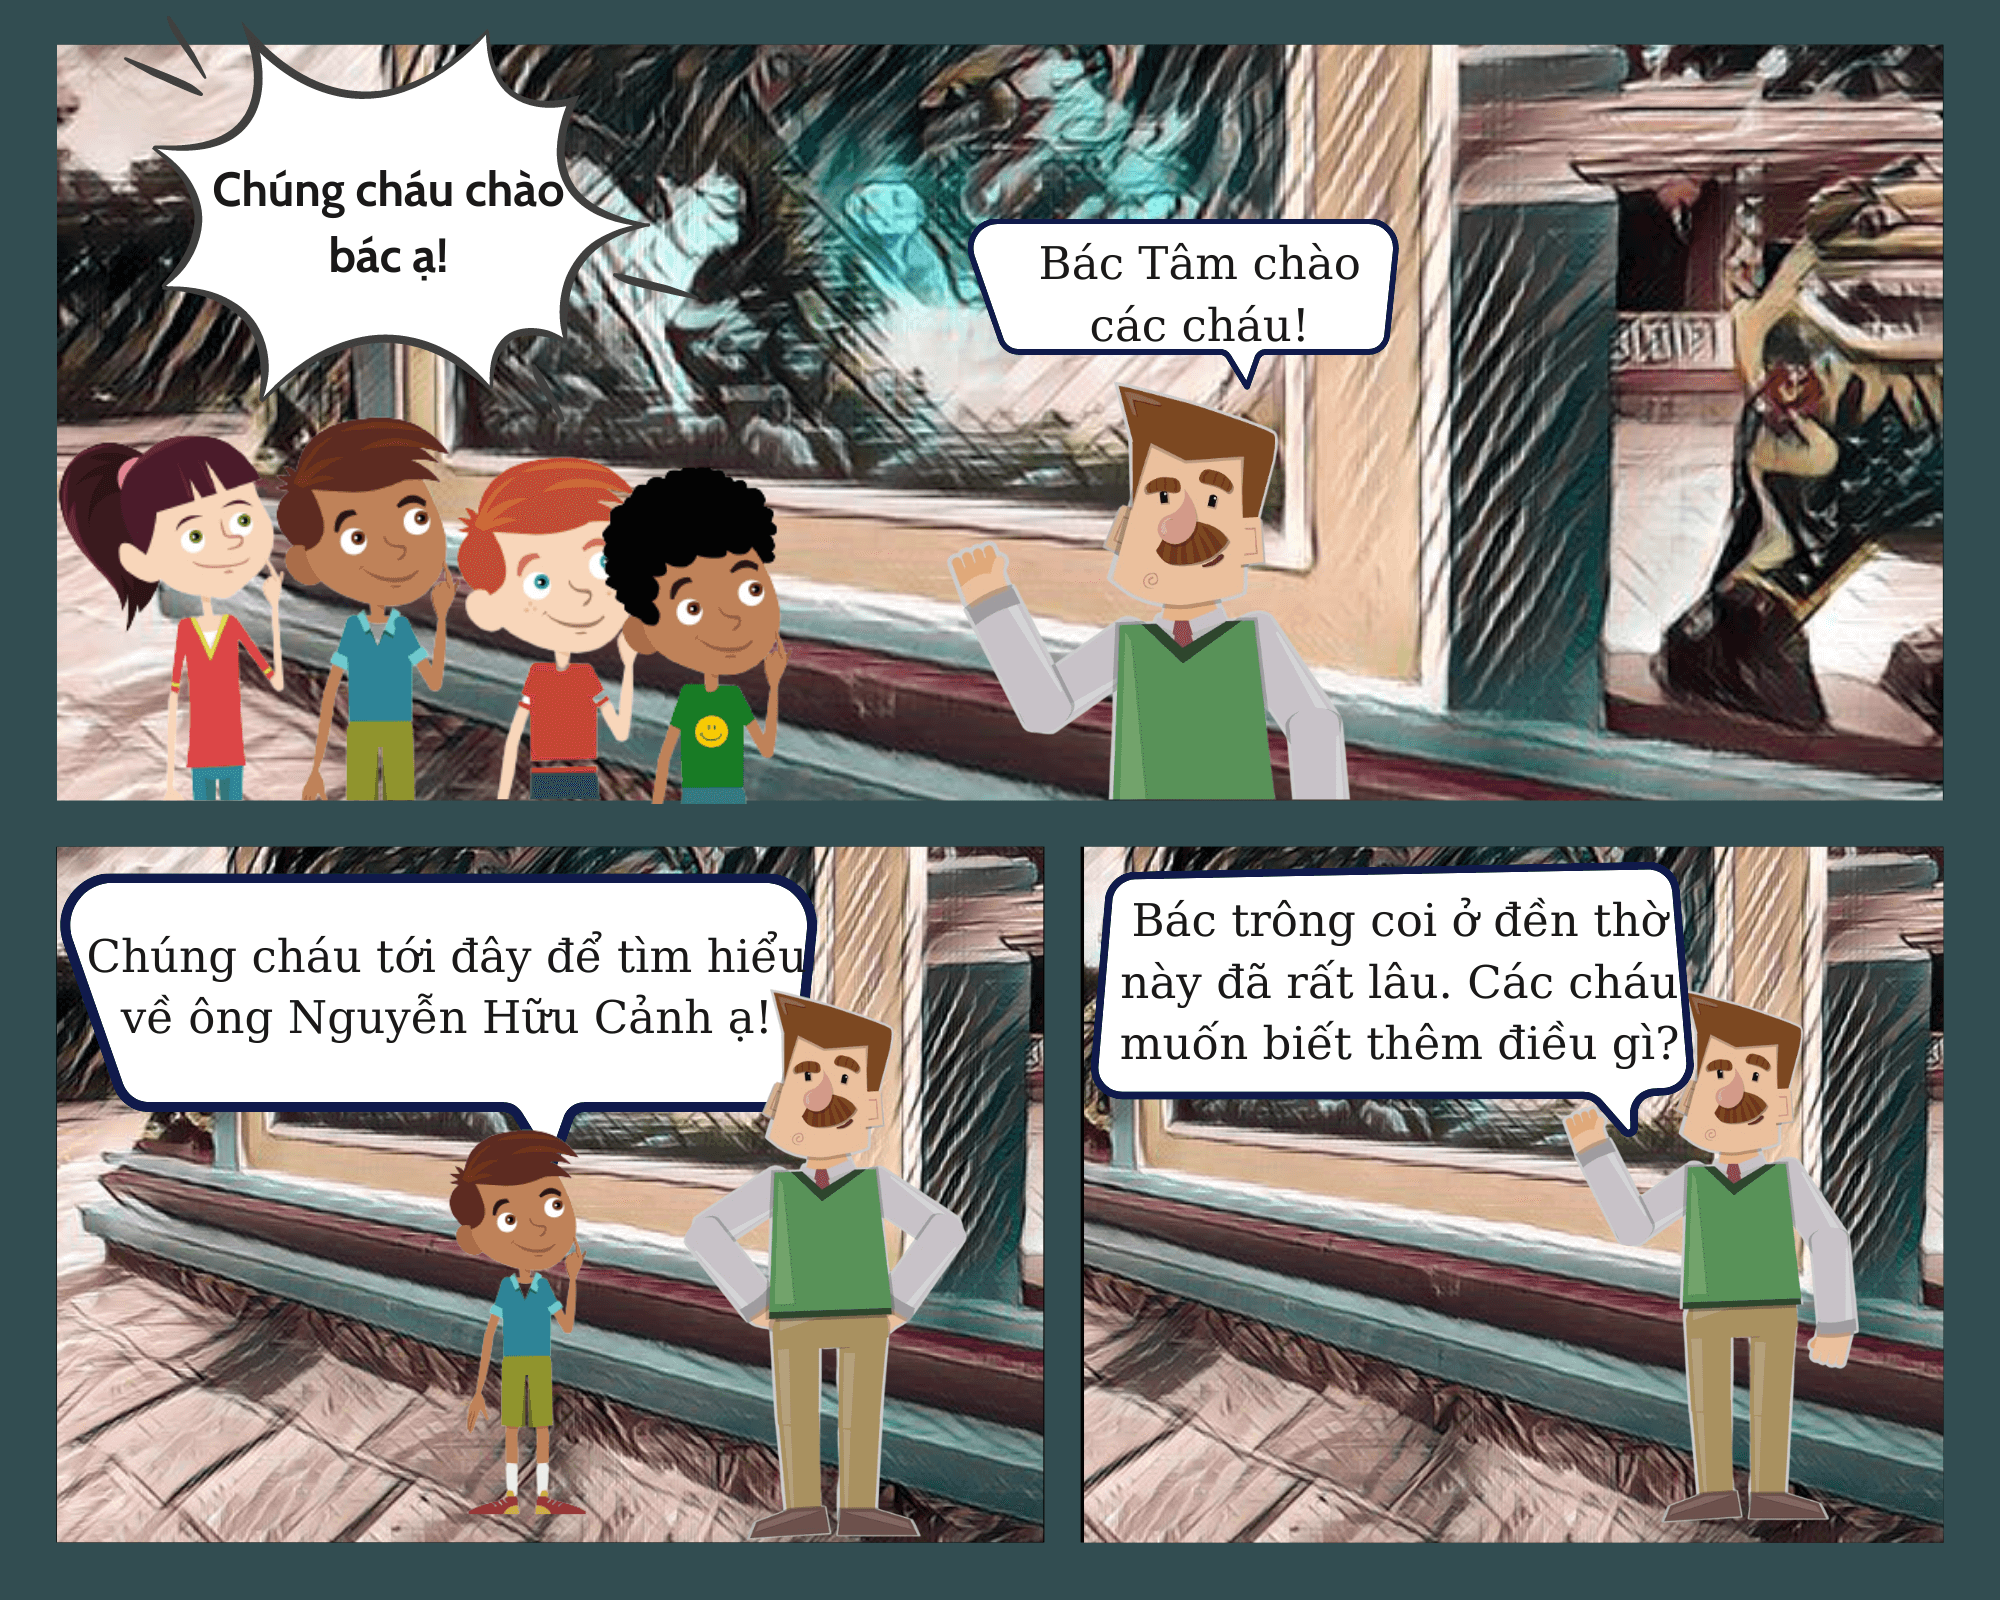 Chúng cháu chào
bác ạ!
Bác Tâm chào
các cháu!
Chúng cháu tới đây để tìm hiểu
về ông Nguyễn Hữu Cảnh ạ!
Bác trông coi ở đền thờ
này đã rất lâu. Các cháu
muốn biết thêm điều gì?